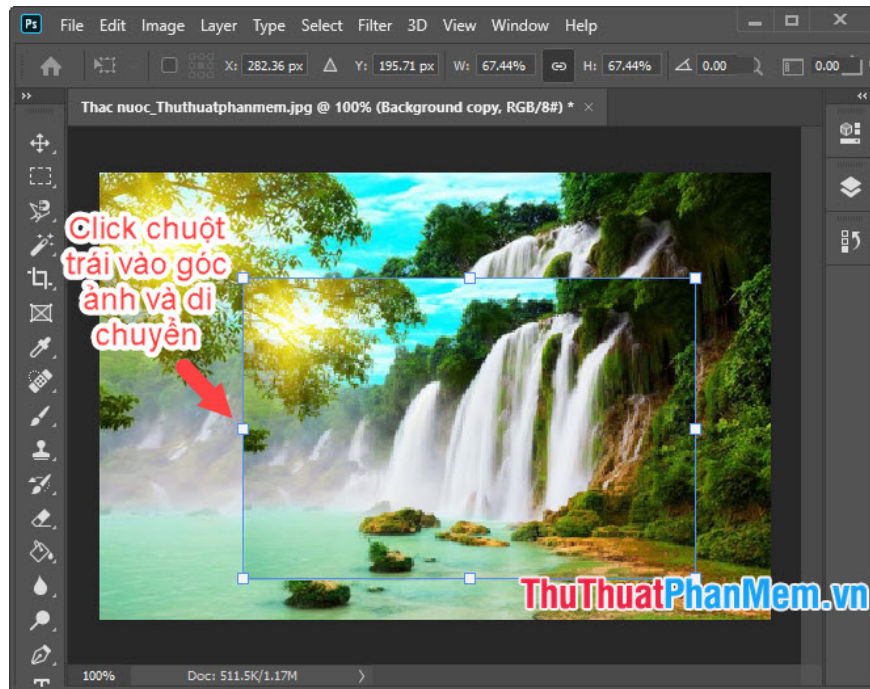 Ps File Edit Image Layer Type Select Filter 3D View Window Help
X: 282.36 px Y: 195.71 px W: 67.44% H: 67.44% 0.00 0.00
Thac nuoc_Thuthuatphanmem.jpg @ 100% (Background copy, RGB/8#) * ×
Click chuột
trái vào góc
ảnh và di
chuyển
ThuThuatPhanMem.vn
100% Doc: 511.5K/1.17M